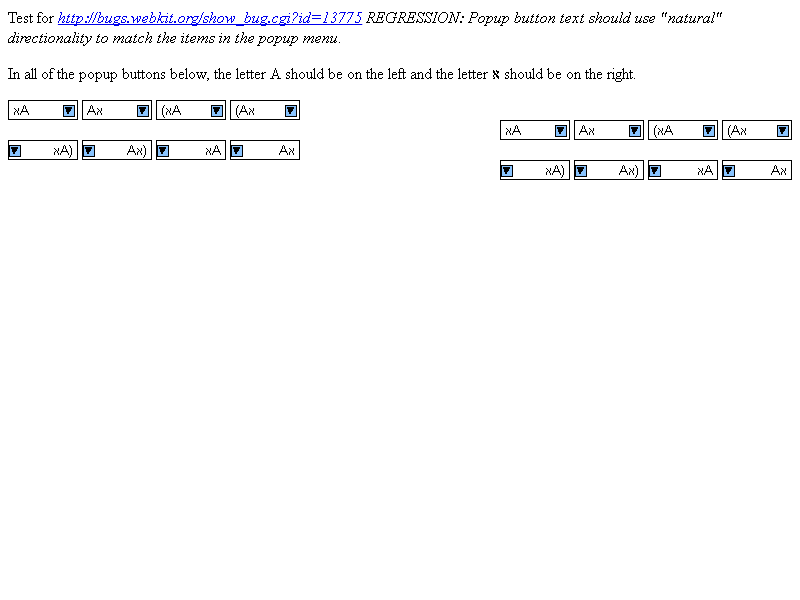 Test for http://bugs.webkit.org/show_bug.cgi?id=13775 REGRESSION: Popup button text should use "natural"
directionality to match the items in the popup menu.
In all of the popup buttons below, the letter A should be on the left and the letter א should be on the right.
אA Aא (אA (Aא
אA) Aא) אA Aא
אA Aא (אA (Aא
אA) Aא) אA Aא